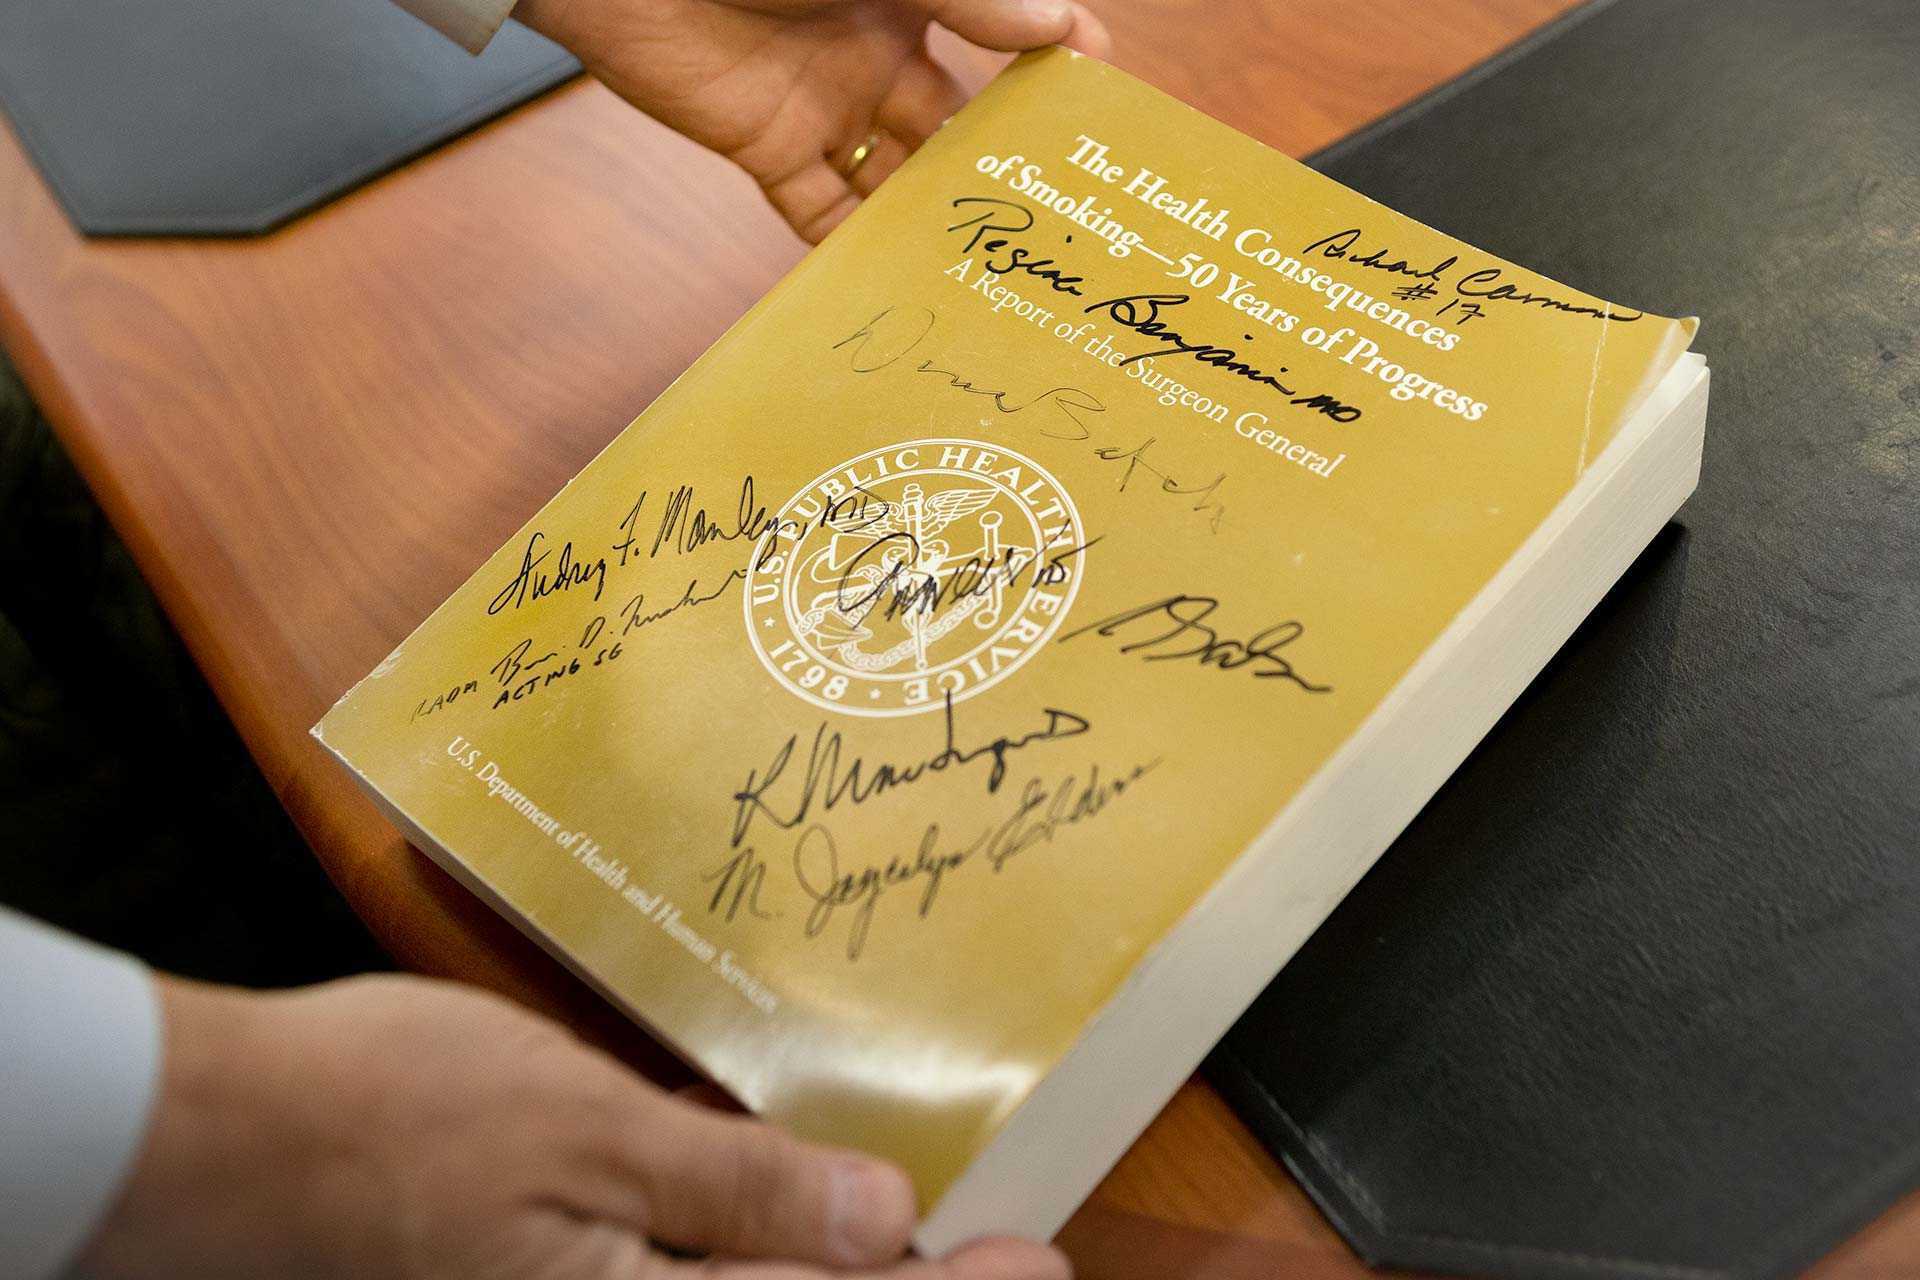 The Health Consequences
of Smoking—50 Years of Progress
A Report of the Surgeon General
Richard Carmona
#17
Regina Benjamin MD
U.S. PUBLIC HEALTH SERVICE
1798
Audrey F. Manley, MD
RADM
ACTING SG
M. Joycelyn Elders
U.S. Department of Health and Human Services